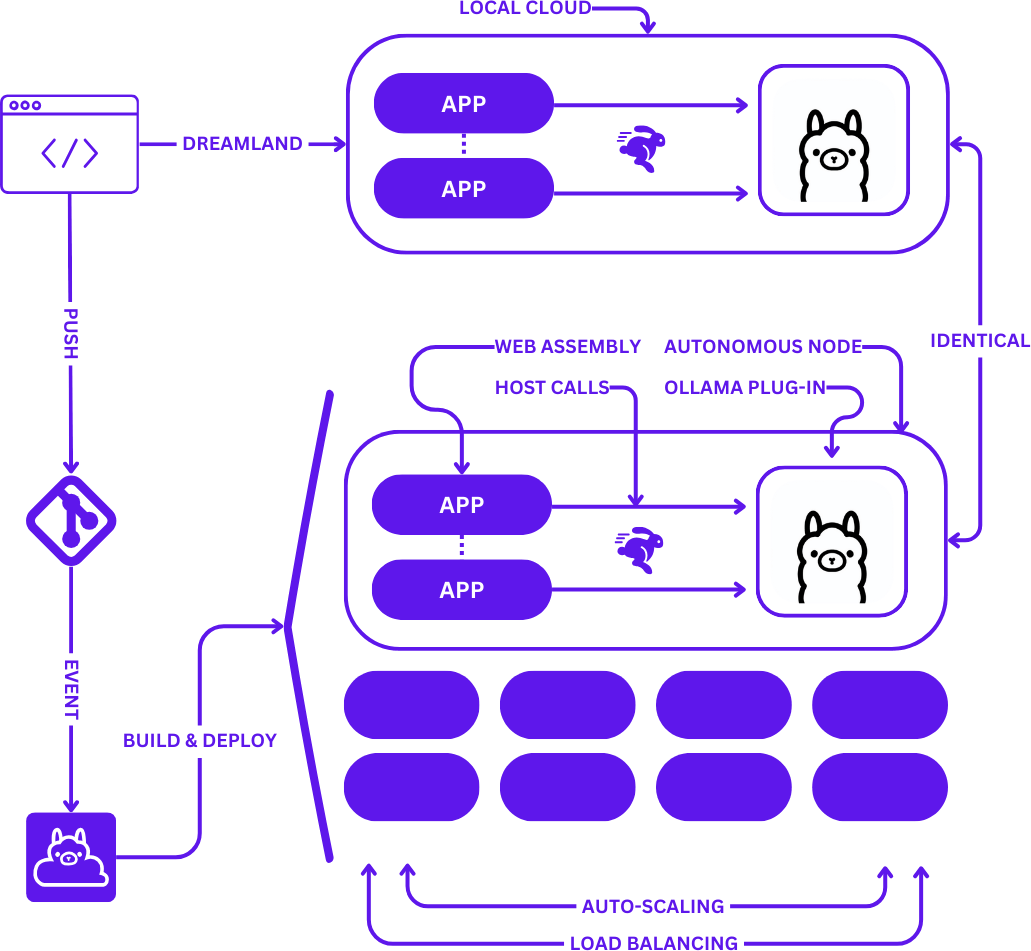 LOCAL CLOUD
APP
</>
DREAMLAND
APP
PUSH
IDENTICAL
WEB ASSEMBLY
AUTONOMOUS NODE
HOST CALLS
OLLAMA PLUG-IN
APP
APP
EVENT
BUILD & DEPLOY
AUTO-SCALING
LOAD BALANCING